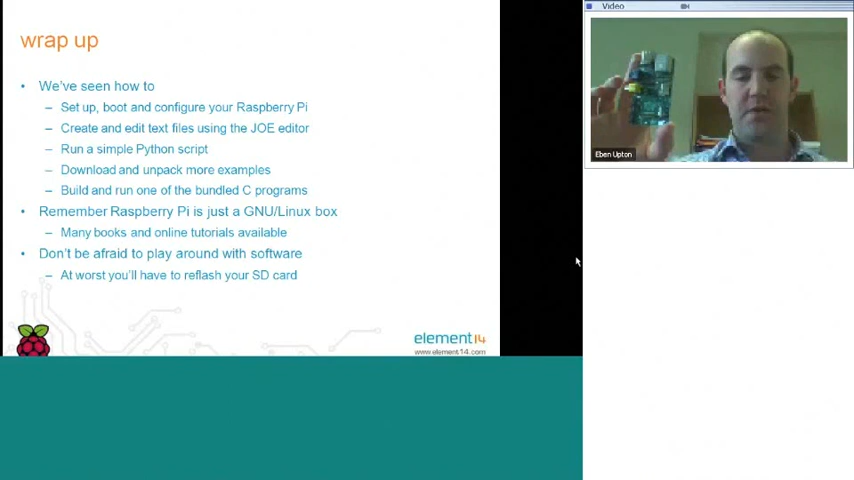 wrap up
• We've seen how to
– Set up, boot and configure your Raspberry Pi
– Create and edit text files using the JOE editor
– Run a simple Python script
– Download and unpack more examples
– Build and run one of the bundled C programs
• Remember Raspberry Pi is just a GNU/Linux box
– Many books and online tutorials available
• Don't be afraid to play around with software
– At worst you'll have to reflash your SD card
element14
www.element14.com
Video
Eben Upton